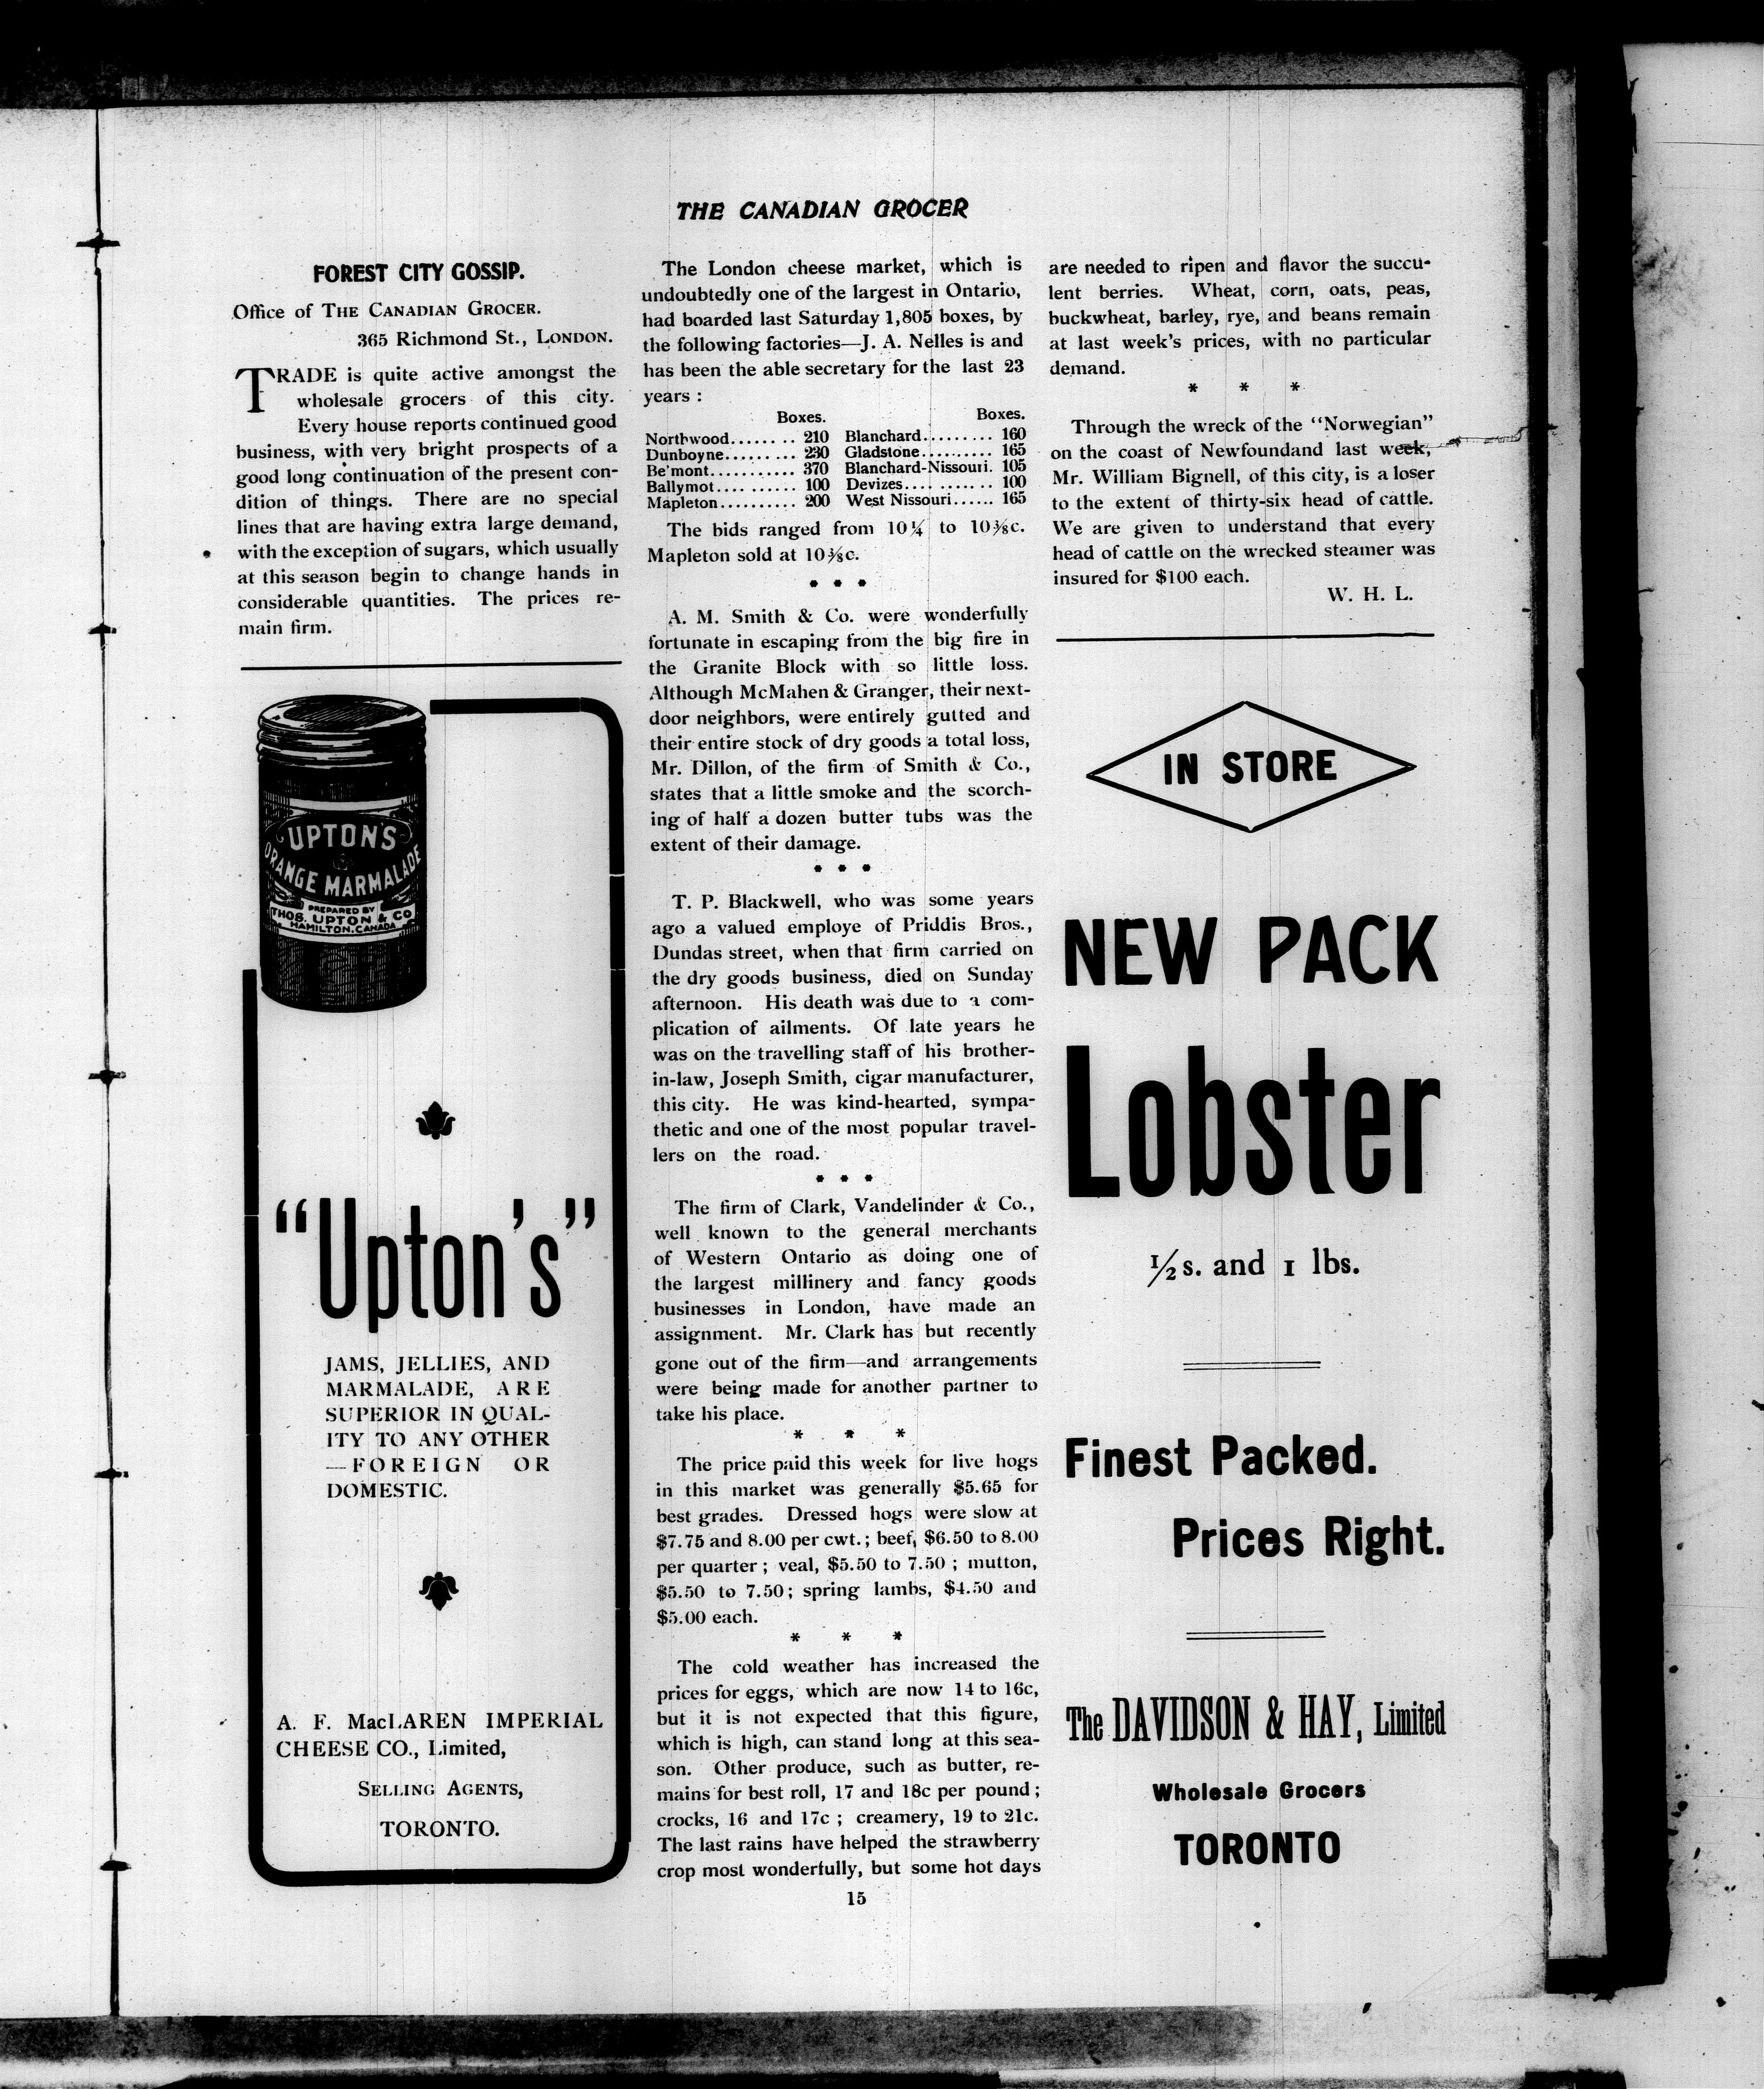 THE CANADIAN GROCER
FOREST CITY GOSSIP.
Office of THE CANADIAN GROCER.
365 Richmond St., LONDON.
TRADE is quite active amongst the
wholesale grocers of this city.
Every house reports continued good
business, with very bright prospects of a
good long continuation of the present con-
dition of things. There are no special
lines that are having extra large demand,
with the exception of sugars, which usually
at this season begin to change hands in
considerable quantities. The prices re-
main firm.
UPTON'S
ORANGE MARMALADE
PREPARED BY
THOS. UPTON & CO
HAMILTON. CANADA
"Upton's"
JAMS, JELLIES, AND
MARMALADE, ARE
SUPERIOR IN QUAL-
ITY TO ANY OTHER
—FOREIGN OR
DOMESTIC.
A. F. MacLAREN IMPERIAL
CHEESE CO., Limited,
SELLING AGENTS,
TORONTO.
The London cheese market, which is
undoubtedly one of the largest in Ontario,
had boarded last Saturday 1,805 boxes, by
the following factories—J. A. Nelles is and
has been the able secretary for the last 23
years :
Boxes. Boxes.
Northwood........ 210 Blanchard.......... 160
Dunboyne......... 230 Gladstone.......... 165
Be'mont........... 370 Blanchard-Nissouri. 105
Ballymot.......... 100 Devizes............ 100
Mapleton.......... 200 West Nissouri...... 165
The bids ranged from 10¼ to 10⅜c.
Mapleton sold at 10⅜c.
* * *
A. M. Smith & Co. were wonderfully
fortunate in escaping from the big fire in
the Granite Block with so little loss.
Although McMahen & Granger, their next-
door neighbors, were entirely gutted and
their entire stock of dry goods a total loss,
Mr. Dillon, of the firm of Smith & Co.,
states that a little smoke and the scorch-
ing of half a dozen butter tubs was the
extent of their damage.
* * *
T. P. Blackwell, who was some years
ago a valued employe of Priddis Bros.,
Dundas street, when that firm carried on
the dry goods business, died on Sunday
afternoon. His death was due to a com-
plication of ailments. Of late years he
was on the travelling staff of his brother-
in-law, Joseph Smith, cigar manufacturer,
this city. He was kind-hearted, sympa-
thetic and one of the most popular travel-
lers on the road.
* * *
The firm of Clark, Vandelinder & Co.,
well known to the general merchants
of Western Ontario as doing one of
the largest millinery and fancy goods
businesses in London, have made an
assignment. Mr. Clark has but recently
gone out of the firm—and arrangements
were being made for another partner to
take his place.
* * *
The price paid this week for live hogs
in this market was generally $5.65 for
best grades. Dressed hogs were slow at
$7.75 and 8.00 per cwt.; beef, $6.50 to 8.00
per quarter ; veal, $5.50 to 7.50 ; mutton,
$5.50 to 7.50; spring lambs, $4.50 and
$5.00 each.
* * *
The cold weather has increased the
prices for eggs, which are now 14 to 16c,
but it is not expected that this figure,
which is high, can stand long at this sea-
son. Other produce, such as butter, re-
mains for best roll, 17 and 18c per pound ;
crocks, 16 and 17c ; creamery, 19 to 21c.
The last rains have helped the strawberry
crop most wonderfully, but some hot days
are needed to ripen and flavor the succu-
lent berries. Wheat, corn, oats, peas,
buckwheat, barley, rye, and beans remain
at last week's prices, with no particular
demand.
* * *
Through the wreck of the "Norwegian"
on the coast of Newfoundland last week,
Mr. William Bignell, of this city, is a loser
to the extent of thirty-six head of cattle.
We are given to understand that every
head of cattle on the wrecked steamer was
insured for $100 each.
W. H. L.
IN STORE
NEW PACK
Lobster
½s. and 1 lbs.
Finest Packed.
Prices Right.
The DAVIDSON & HAY, Limited
Wholesale Grocers
TORONTO
15